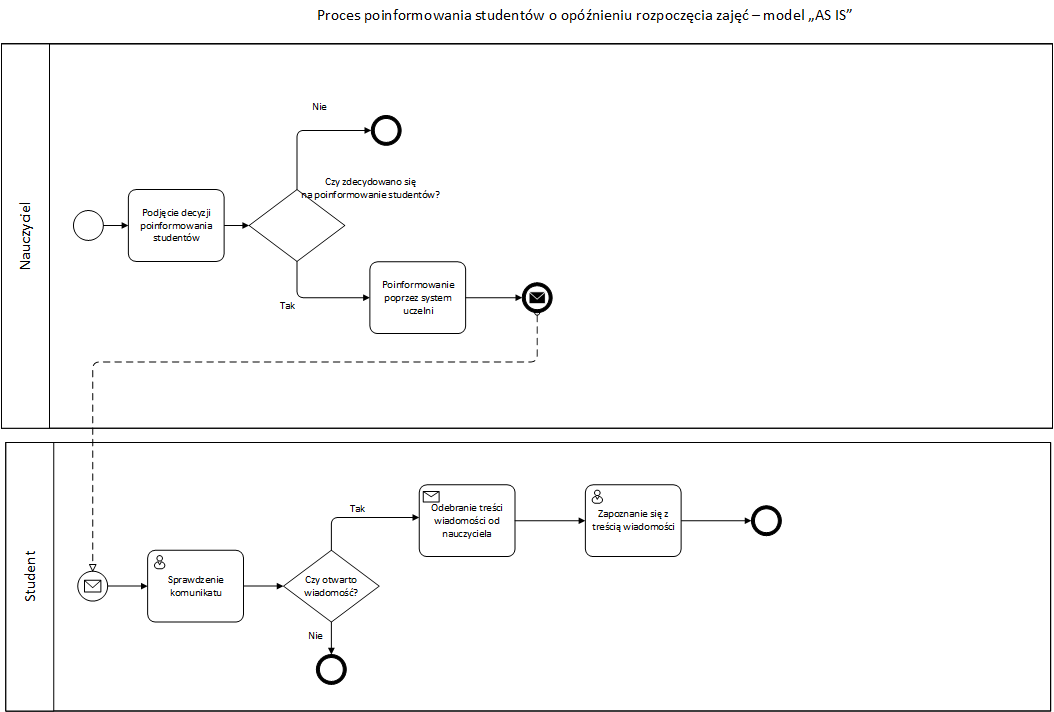 Proces poinformowania studentów o opóźnieniu rozpoczęcia zajęć – model „AS IS”
Nauczyciel
Nie
Czy zdecydowano się
na poinformowanie studentów?
Podjęcie decyzji
poinformowania
studentów
Tak
Poinformowanie
poprzez system
uczelni
Student
Sprawdzenie
komunikatu
Czy otwarto
wiadomość?
Tak
Nie
Odebranie treści
wiadomości od
nauczyciela
Zapoznanie się z
treścią wiadomości